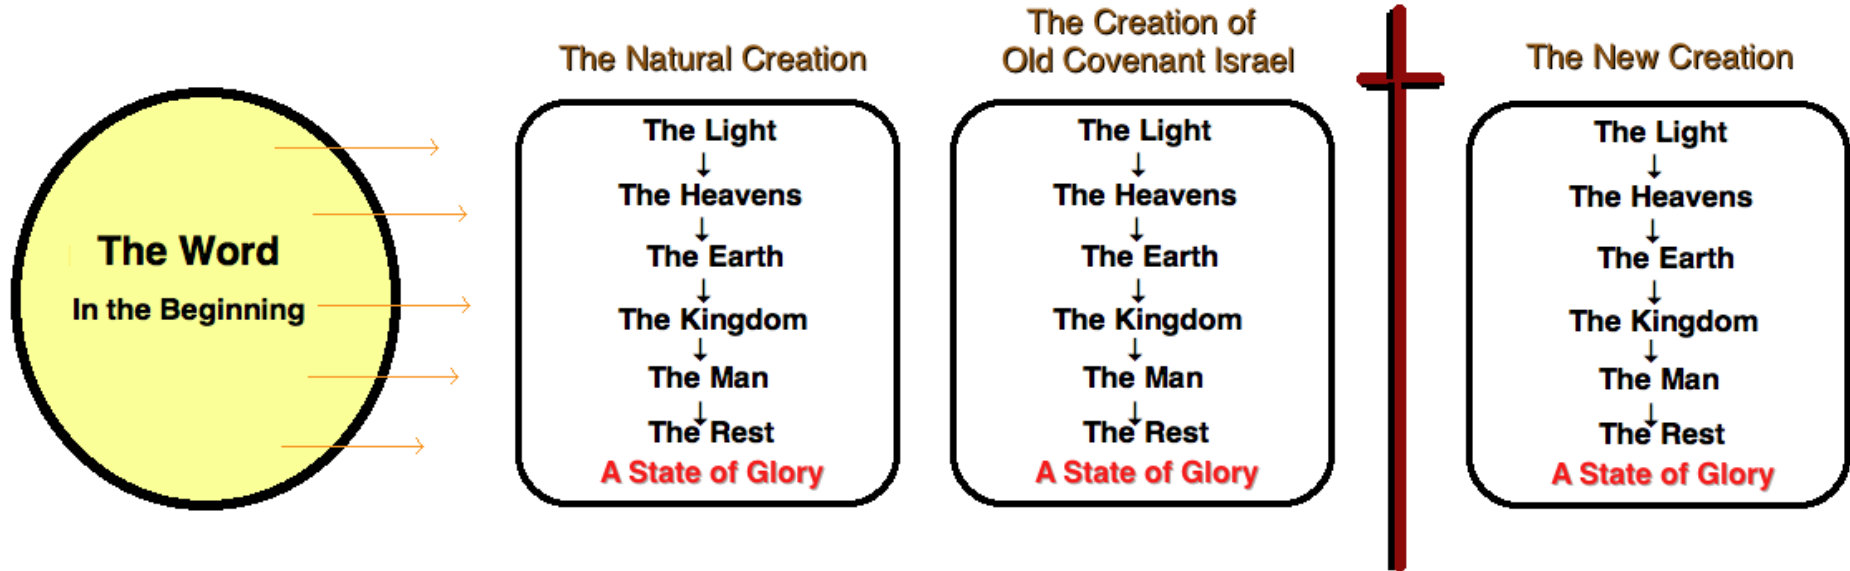 The Word
In the Beginning
The Natural Creation
The Light
↓
The Heavens
↓
The Earth
↓
The Kingdom
↓
The Man
↓
The Rest
A State of Glory
The Creation of
Old Covenant Israel
The Light
↓
The Heavens
↓
The Earth
↓
The Kingdom
↓
The Man
↓
The Rest
A State of Glory
The New Creation
The Light
↓
The Heavens
↓
The Earth
↓
The Kingdom
↓
The Man
↓
The Rest
A State of Glory